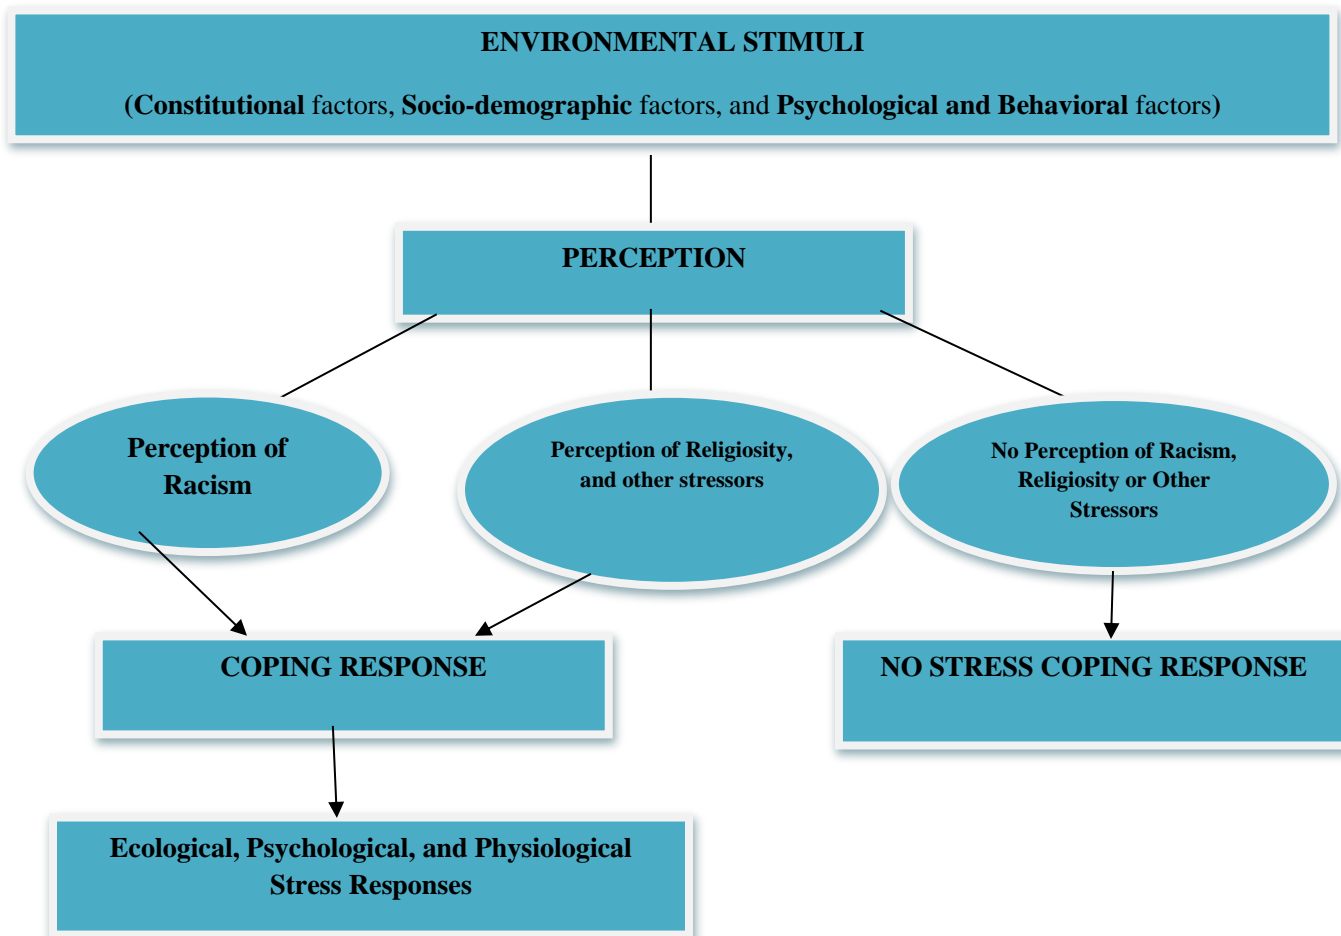 ENVIRONMENTAL STIMULI
(Constitutional factors, Socio-demographic factors, and Psychological and Behavioral factors)
PERCEPTION
Perception of
Racism
Perception of Religiosity,
and other stressors
No Perception of Racism,
Religiosity or Other
Stressors
COPING RESPONSE
NO STRESS COPING RESPONSE
Ecological, Psychological, and Physiological
Stress Responses